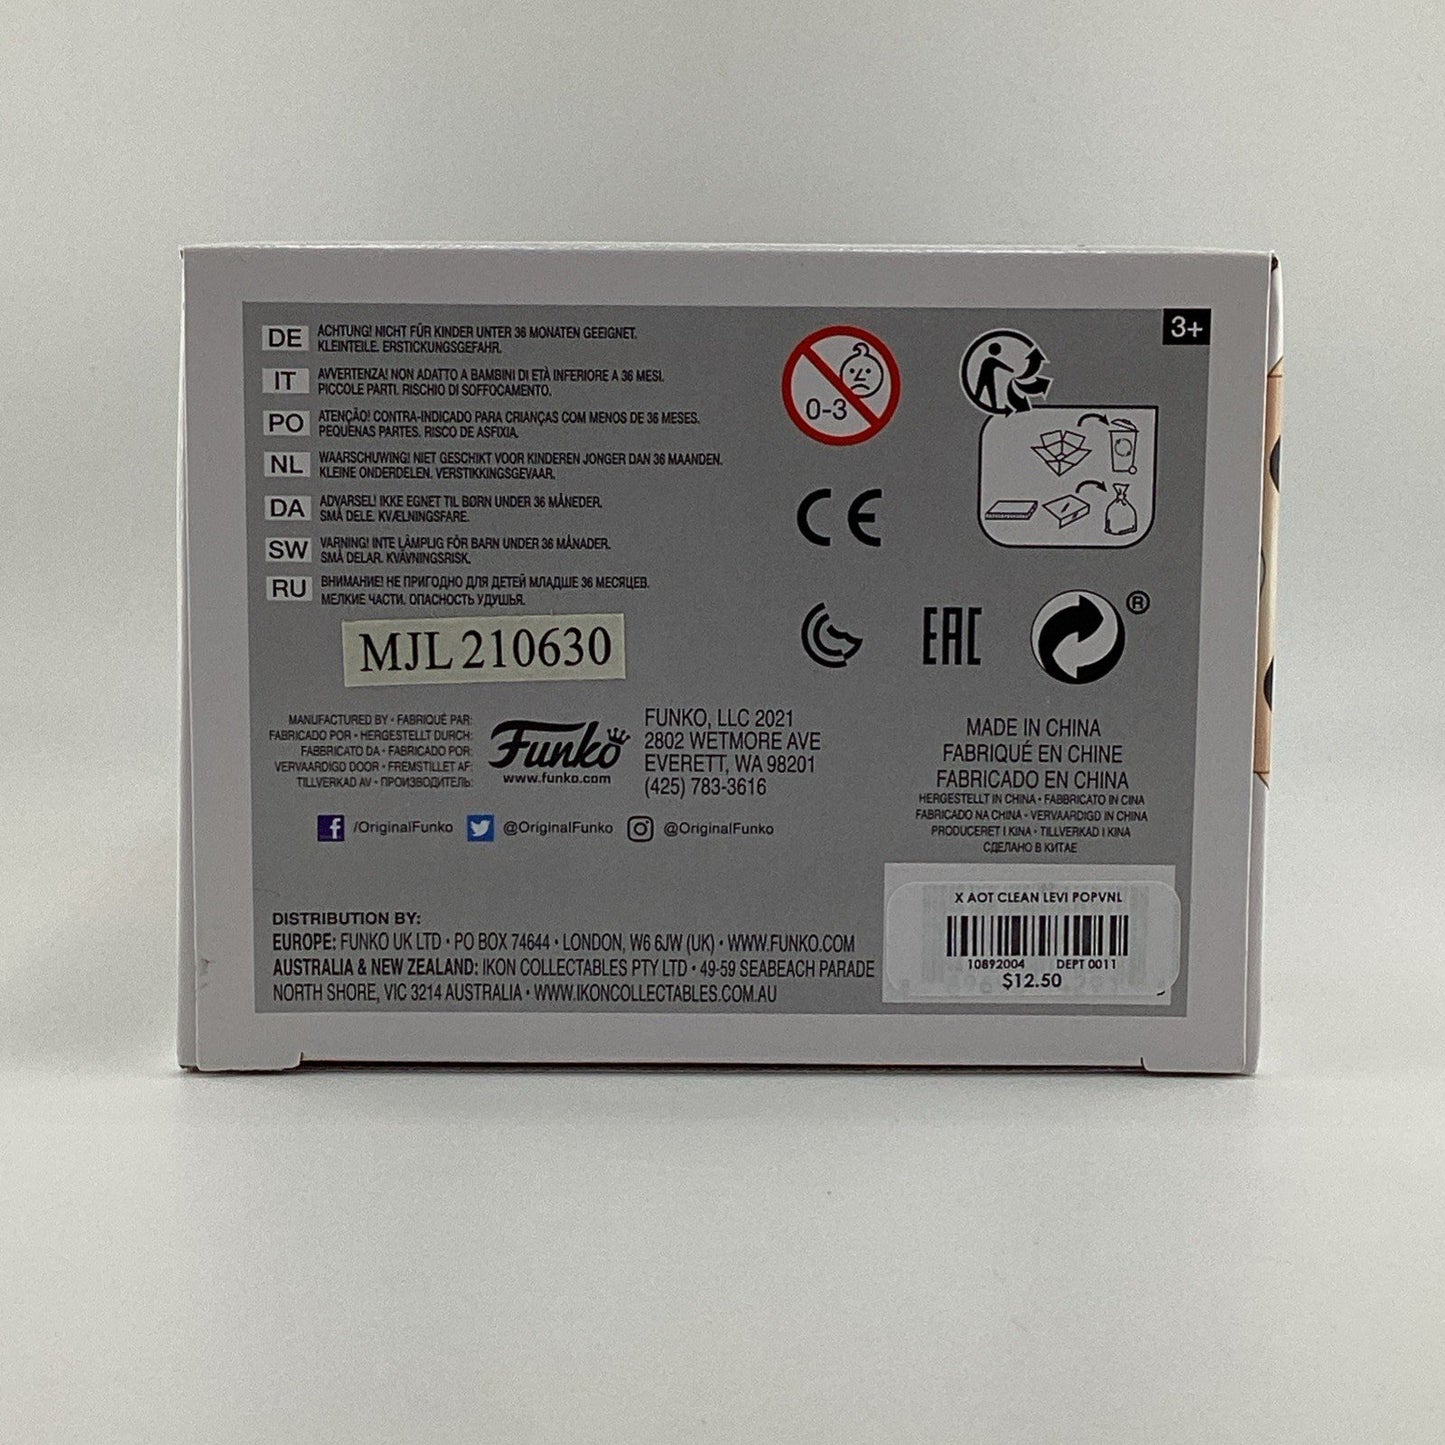 3+
DE ACHTUNG! NICHT FÜR KINDER UNTER 36 MONATEN GEEIGNET.
KLEINTEILE. ERSTICKUNGSGEFAHR.
IT AVVERTENZA! NON ADATTO A BAMBINI DI ETÀ INFERIORE A 36 MESI.
PICCOLE PARTI. RISCHIO DI SOFFOCAMENTO.
PO ATENÇÃO! CONTRA-INDICADO PARA CRIANÇAS COM MENOS DE 36 MESES.
PEQUENAS PARTES. RISCO DE ASFIXIA.
NL WAARSCHUWING! NIET GESCHIKT VOOR KINDEREN JONGER DAN 36 MAANDEN.
KLEINE ONDERDELEN. VERSTIKKINGSGEVAAR.
DA ADVARSEL! IKKE EGNET TIL BØRN UNDER 36 MÅNEDER.
SMÅ DELE. KVÆLNINGSFARE.
SW VARNING! INTE LÄMPLIG FÖR BARN UNDER 36 MÅNADER.
SMÅ DELAR. KVÄVNINGSRISK.
RU ВНИМАНИЕ! НЕ ПРИГОДНО ДЛЯ ДЕТЕЙ МЛАДШЕ 36 МЕСЯЦЕВ.
МЕЛКИЕ ЧАСТИ. ОПАСНОСТЬ УДУШЬЯ.
0-3
CE
EAC
®
MJL 210630
MANUFACTURED BY • FABRIQUÉ PAR:
FABRICADO POR • HERGESTELLT DURCH:
FABBRICATO DA • FABRICADO POR:
VERVAARDIGD DOOR • FREMSTILLET AF:
TILLVERKAD AV • ПРОИЗВОДИТЕЛЬ:
Funko
www.funko.com
FUNKO, LLC 2021
2802 WETMORE AVE
EVERETT, WA 98201
(425) 783-3616
MADE IN CHINA
FABRIQUÉ EN CHINE
FABRICADO EN CHINA
HERGESTELLT IN CHINA • FABBRICATO IN CINA
FABRICADO NA CHINA • VERVAARDIGD IN CHINA
PRODUCERET I KINA • TILLVERKAD I KINA
СДЕЛАНО В КИТАЕ
f /OriginalFunko @OriginalFunko @OriginalFunko
DISTRIBUTION BY:
EUROPE: FUNKO UK LTD • PO BOX 74644 • LONDON, W6 6JW (UK) • WWW.FUNKO.COM
AUSTRALIA & NEW ZEALAND: IKON COLLECTABLES PTY LTD • 49-59 SEABEACH PARADE
NORTH SHORE, VIC 3214 AUSTRALIA • WWW.IKONCOLLECTABLES.COM.AU
X AOT CLEAN LEVI POPVNL
10892004 DEPT 0011
$12.50